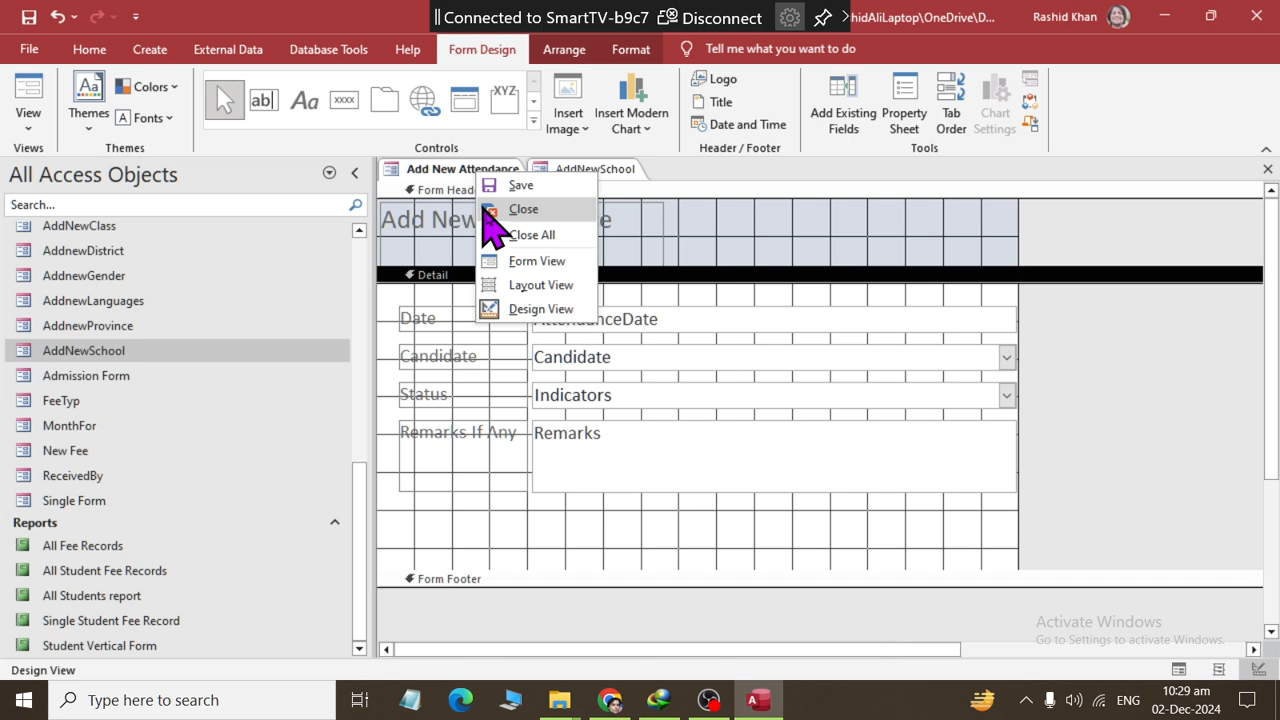 Connected to SmartTV-b9c7 Disconnect
hidAliLaptop\OneDrive\D...
Rashid Khan
File Home Create External Data Database Tools Help Form Design Arrange Format Tell me what you want to do
View
Views
Themes
Colors
Fonts
Themes
ab|
Aa
xxxx
XYZ
Controls
Insert Image
Insert Modern Chart
Logo
Title
Date and Time
Header / Footer
Add Existing Fields
Property Sheet
Tab Order
Chart Settings
Tools
All Access Objects
Search...
AddNewClass
AddnewDistrict
AddnewGender
AddnewLanguages
AddnewProvince
AddNewSchool
Admission Form
FeeTyp
MonthFor
New Fee
ReceivedBy
Single Form
Reports
All Fee Records
All Student Fee Records
All Students report
Single Student Fee Record
Student Vertical Form
Add New Attendance
AddNewSchool
Form Head
Add New
Save
Close
Close All
Form View
Layout View
Design View
Detail
Date
AttendanceDate
Candidate
Candidate
Status
Indicators
Remarks If Any
Remarks
Form Footer
Activate Windows
Go to Settings to activate Windows.
Design View
Type here to search
ENG
10:29 am
02-Dec-2024